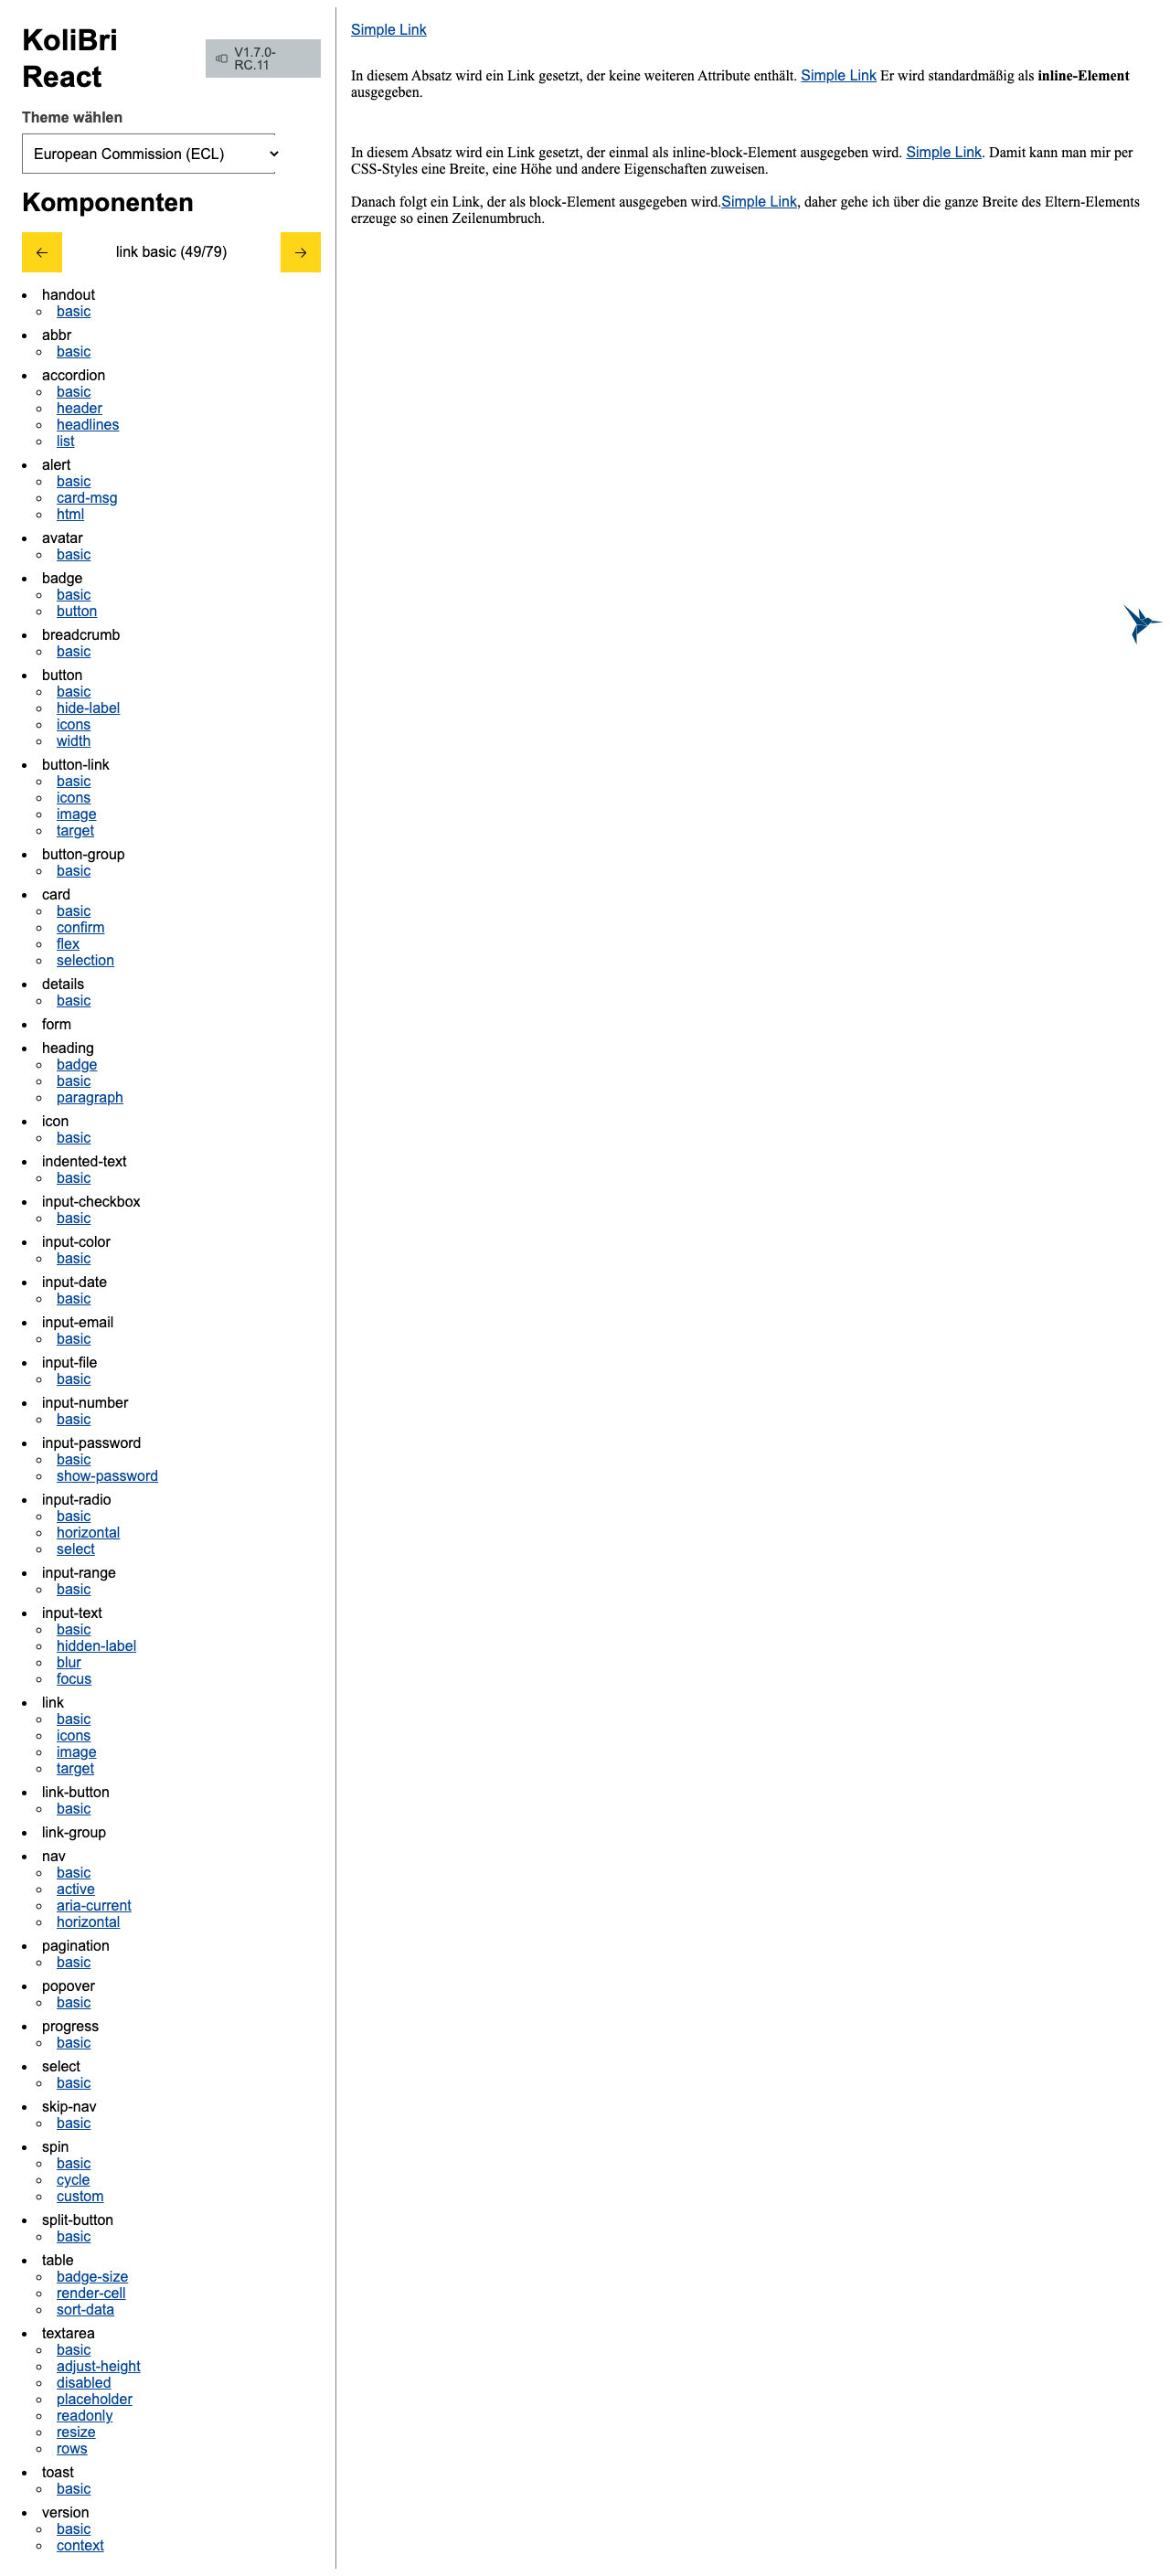 KoliBri
React
V1.7.0-
RC.11
Theme wählen
European Commission (ECL)
Komponenten
link basic (49/79)
handout
basic
abbr
basic
accordion
basic
header
headlines
list
alert
basic
card-msg
html
avatar
basic
badge
basic
button
breadcrumb
basic
button
basic
hide-label
icons
width
button-link
basic
icons
image
target
button-group
basic
card
basic
confirm
flex
selection
details
basic
form
heading
badge
basic
paragraph
icon
basic
indented-text
basic
input-checkbox
basic
input-color
basic
input-date
basic
input-email
basic
input-file
basic
input-number
basic
input-password
basic
show-password
input-radio
basic
horizontal
select
input-range
basic
input-text
basic
hidden-label
blur
focus
link
basic
icons
image
target
link-button
basic
link-group
nav
basic
active
aria-current
horizontal
pagination
basic
popover
basic
progress
basic
select
basic
skip-nav
basic
spin
basic
cycle
custom
split-button
basic
table
badge-size
render-cell
sort-data
textarea
basic
adjust-height
disabled
placeholder
readonly
resize
rows
toast
basic
version
basic
context
Simple Link
In diesem Absatz wird ein Link gesetzt, der keine weiteren Attribute enthält. Simple Link Er wird standardmäßig als inline-Element
ausgegeben.
In diesem Absatz wird ein Link gesetzt, der einmal als inline-block-Element ausgegeben wird. Simple Link. Damit kann man mir per
CSS-Styles eine Breite, eine Höhe und andere Eigenschaften zuweisen.
Danach folgt ein Link, der als block-Element ausgegeben wird.Simple Link, daher gehe ich über die ganze Breite des Eltern-Elements
erzeuge so einen Zeilenumbruch.